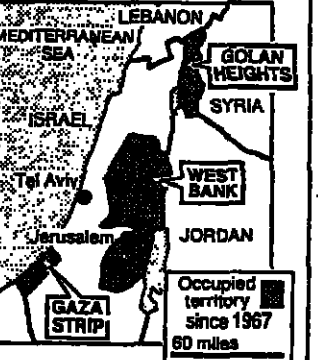 LEBANON
MEDITERRANEAN
SEA
GOLAN
HEIGHTS
SYRIA
ISRAEL
Tel Aviv
WEST
BANK
Jerusalem
JORDAN
GAZA
STRIP
Occupied
territory
since 1967
60 miles